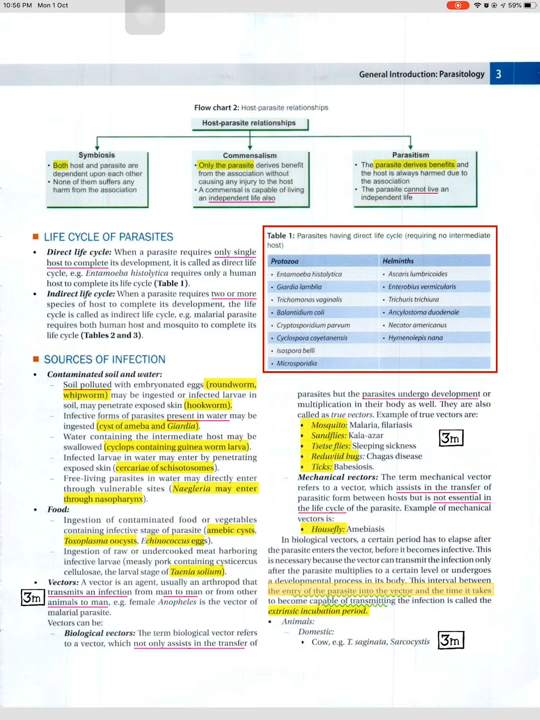 10:56 PM Mon 1 Oct
59%
General Introduction: Parasitology 3
Flow chart 2: Host-parasite relationships
Host-parasite relationships
Symbiosis
• Both host and parasite are
dependent upon each other
• None of them suffers any
harm from the association
Commensalism
• Only the parasite derives benefit
from the association without
causing any injury to the host
• A commensal is capable of living
an independent life also
Parasitism
• The parasite derives benefits and
the host is always harmed due to
the association
• The parasite cannot live an
independent life
LIFE CYCLE OF PARASITES
• Direct life cycle: When a parasite requires only single
host to complete its development, it is called as direct life
cycle, e.g. Entamoeba histolytica requires only a human
host to complete its life cycle (Table 1).
• Indirect life cycle: When a parasite requires two or more
species of host to complete its development, the life
cycle is called as indirect life cycle, e.g. malarial parasite
requires both human host and mosquito to complete its
life cycle (Tables 2 and 3).
SOURCES OF INFECTION
• Contaminated soil and water:
– Soil polluted with embryonated eggs (roundworm,
whipworm) may be ingested or infected larvae in
soil, may penetrate exposed skin (hookworm).
– Infective forms of parasites present in water may be
ingested (cyst of ameba and Giardia).
– Water containing the intermediate host may be
swallowed (cyclops containing guinea worm larva).
– Infected larvae in water may enter by penetrating
exposed skin (cercariae of schisotosomes).
– Free-living parasites in water may directly enter
through vulnerable sites (Naegleria may enter
through nasopharynx).
• Food:
– Ingestion of contaminated food or vegetables
containing infective stage of parasite (amebic cysts,
Toxoplasma oocysts, Echinococcus eggs).
– Ingestion of raw or undercooked meat harboring
infective larvae (measly pork containing cysticercus
cellulosae, the larval stage of Taenia solium).
• Vectors: A vector is an agent, usually an arthropod that
transmits an infection from man to man or from other
3m
animals to man, e.g. female Anopheles is the vector of
malarial parasite.
Vectors can be:
– Biological vectors: The term biological vector refers
to a vector, which not only assists in the transfer of
Table 1: Parasites having direct life cycle (requiring no intermediate
host)
Protozoa Helminths
• Entamoeba histolytica • Ascaris lumbricoides
• Giardia lamblia • Enterobius vermicularis
• Trichomonas vaginalis • Trichuris trichiura
• Balantidium coli • Ancylostoma duodenale
• Cryptosporidium parvum • Necator americanus
• Cyclospora cayetanensis • Hymenolepis nana
• Isospora belli
• Microsporidia
parasites but the parasites undergo development or
multiplication in their body as well. They are also
called as true vectors. Example of true vectors are:
• Mosquito: Malaria, filariasis
• Sandflies: Kala-azar
3m
• Tsetse flies: Sleeping sickness
• Reduviid bugs: Chagas disease
• Ticks: Babesiosis.
– Mechanical vectors: The term mechanical vector
refers to a vector, which assists in the transfer of
parasitic form between hosts but is not essential in
the life cycle of the parasite. Example of mechanical
vectors is:
• Housefly: Amebiasis
In biological vectors, a certain period has to elapse after
the parasite enters the vector, before it becomes infective. This is
necessary because the vector can transmit the infection only
after the parasite multiplies to a certain level or undergoes
a developmental process in its body. This interval between
the entry of the parasite into the vector and the time it takes
to become capable of transmitting the infection is called the
extrinsic incubation period.
• Animals:
– Domestic:
• Cow, e.g. T. saginata, Sarcocystis
3m